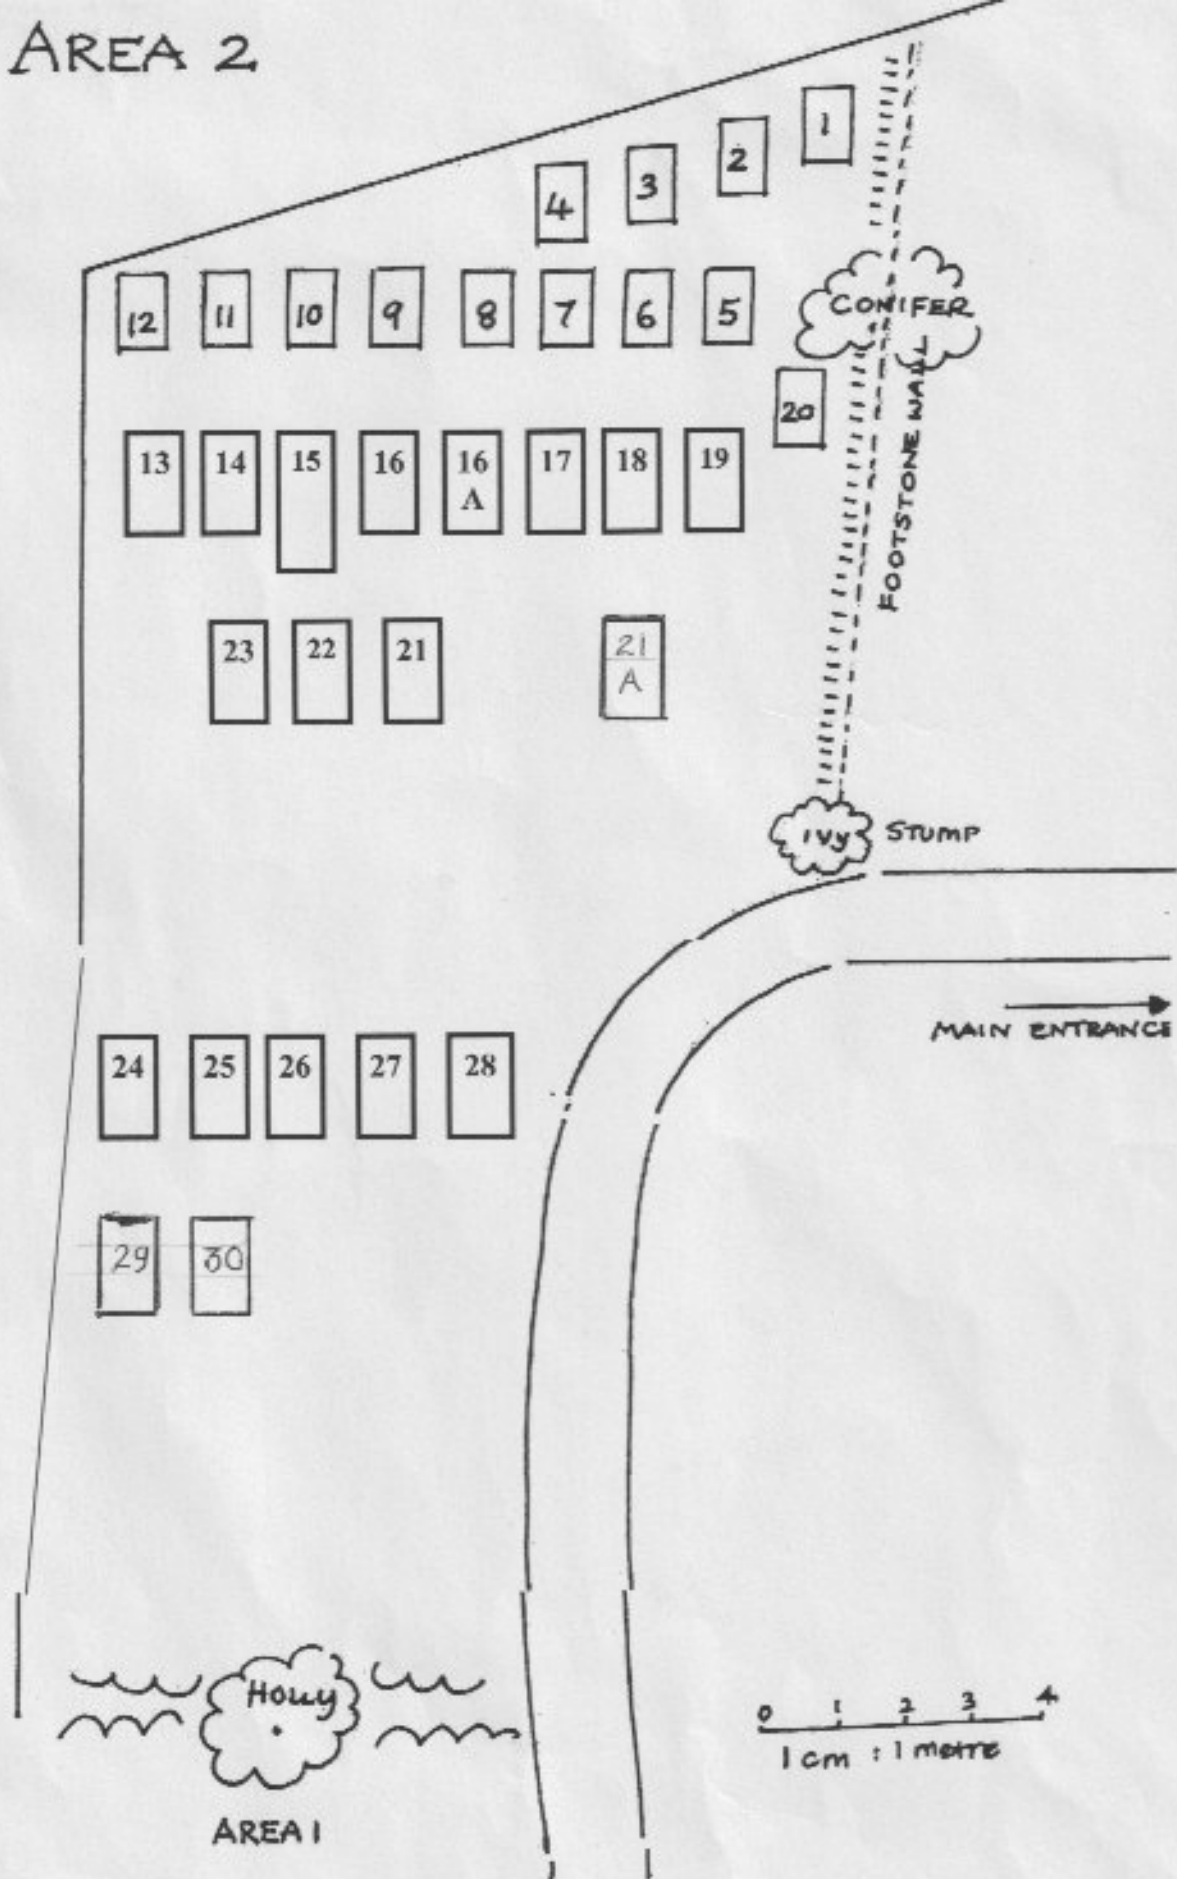 AREA 2
1
2
3
4
12 11 10 9 8 7 6 5
CONIFER
20
FOOTSTONE WALL
13 14 15 16 16 A 17 18 19
23 22 21 21 A
IVY STUMP
MAIN ENTRANCE
24 25 26 27 28
29 30
HOLLY
0 1 2 3 4
1 cm : 1 metre
AREA 1